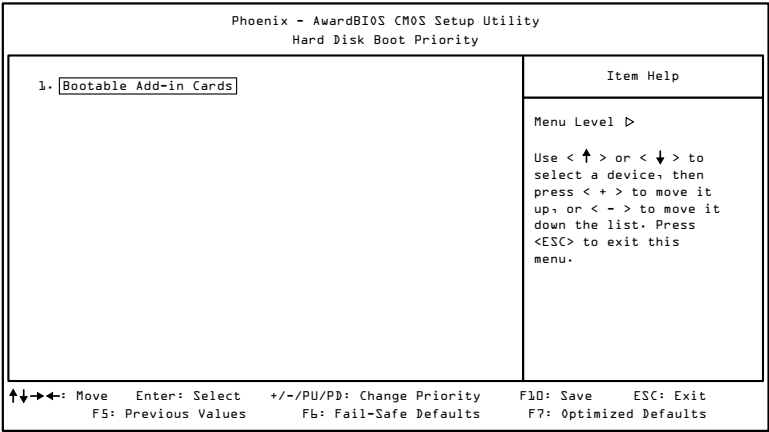 Phoenix - AwardBIOS CMOS Setup Utility
Hard Disk Boot Priority
1. Bootable Add-in Cards
Item Help
Menu Level ▷
Use < ↑ > or < ↓ > to
select a device, then
press < + > to move it
up, or < - > to move it
down the list. Press
<ESC> to exit this
menu.
↑↓→←: Move Enter: Select +/-/PU/PD: Change Priority F10: Save ESC: Exit
F5: Previous Values F6: Fail-Safe Defaults F7: Optimized Defaults